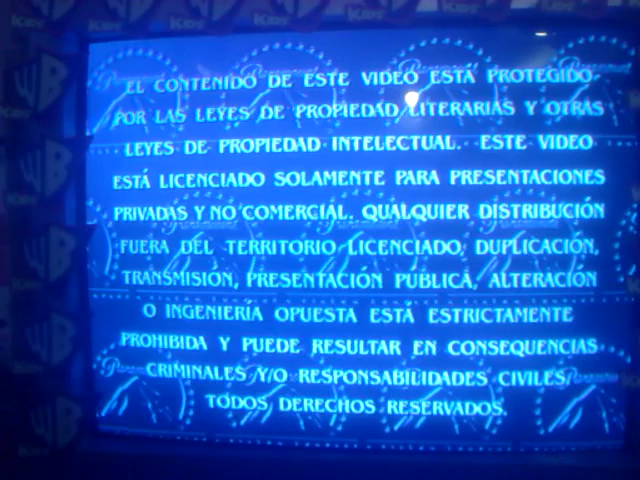 EL CONTENIDO DE ESTE VIDEO ESTÁ PROTEGIDO
POR LAS LEYES DE PROPIEDAD LITERARIAS Y OTRAS
LEYES DE PROPIEDAD INTELECTUAL. ESTE VIDEO
ESTÁ LICENCIADO SOLAMENTE PARA PRESENTACIONES
PRIVADAS Y NO COMERCIAL. QUALQUIER DISTRIBUCIÓN
FUERA DEL TERRITORIO LICENCIADO, DUPLICACIÓN,
TRANSMISIÓN, PRESENTACIÓN PUBLICA, ALTERACIÓN
O INGENIERÍA OPUESTA ESTÁ ESTRICTAMENTE
PROHIBIDA Y PUEDE RESULTAR EN CONSEQUENCIAS
CRIMINALES Y/O RESPONSABILIDADES CIVILES.
TODOS DERECHOS RESERVADOS.